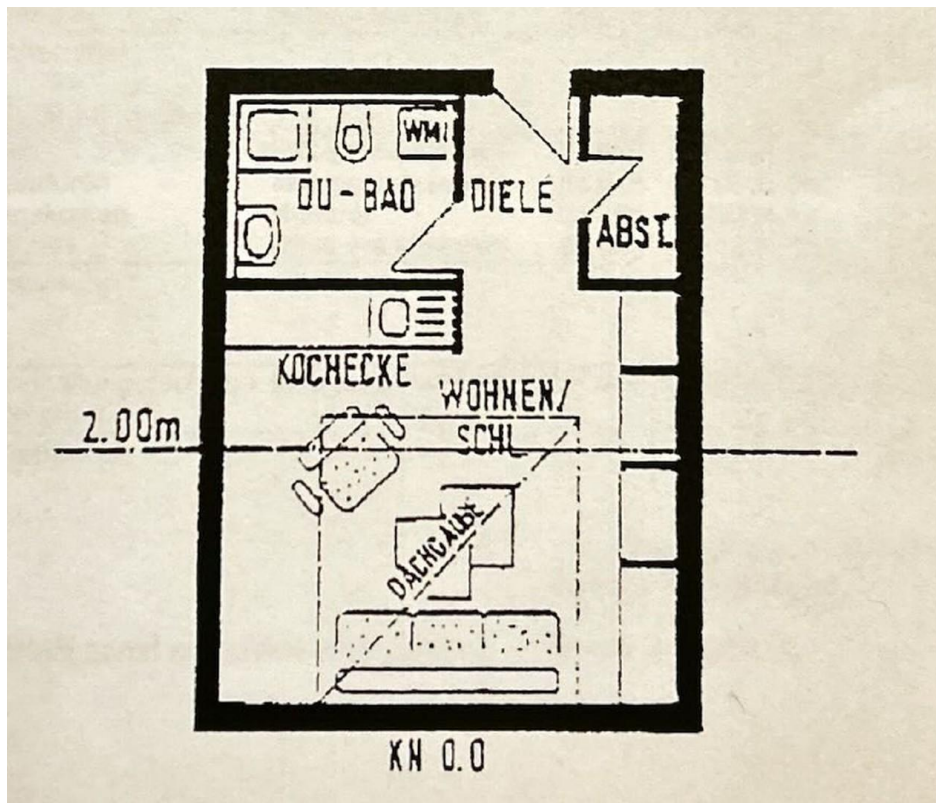 WM
DU-BAD
DIELE
ABST.
KOCHECKE
WOHNEN/
SCHL.
2.00m
DACHGAUBE
KN 0.0